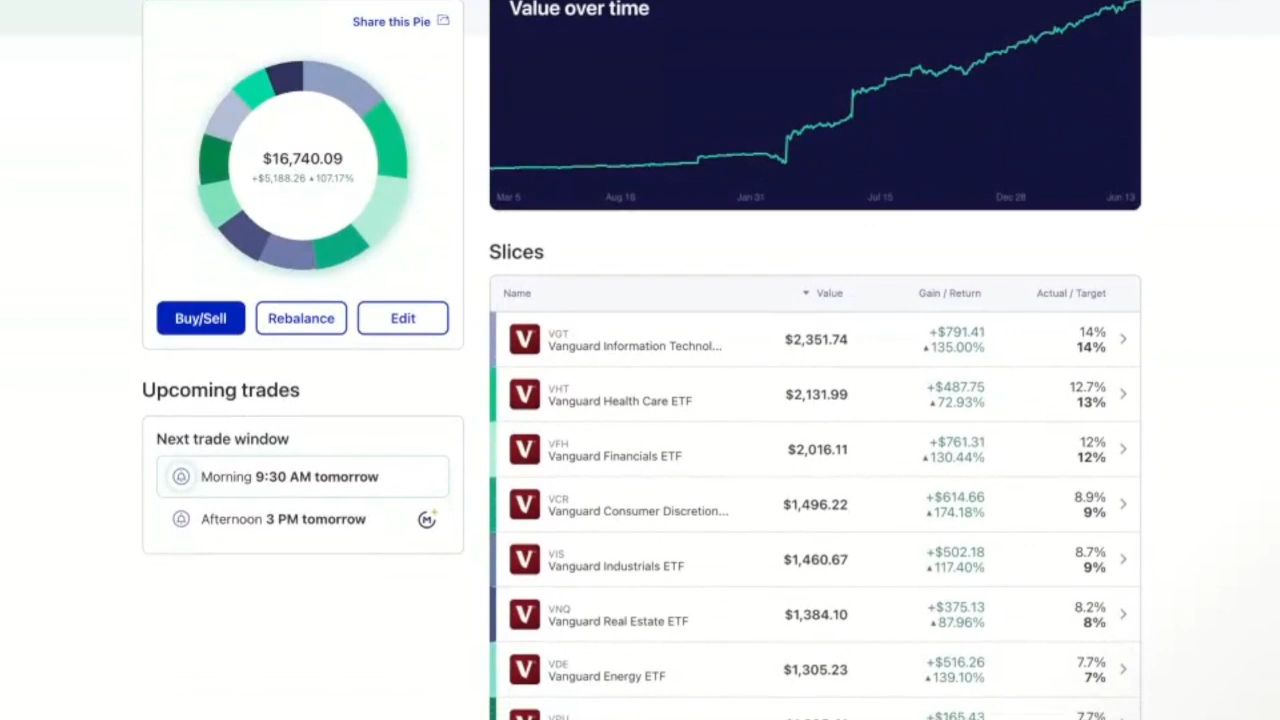 Share this Pie
$16,740.09
+$5,188.26 ▲107.17%
Buy/Sell
Rebalance
Edit
Upcoming trades
Next trade window
Morning 9:30 AM tomorrow
Afternoon 3 PM tomorrow
Value over time
Mar 5 Aug 16 Jan 31 Jul 15 Dec 28 Jun 13
Slices
Name Value Gain / Return Actual / Target
VGT
Vanguard Information Technol...
$2,351.74
+$791.41
▲135.00%
14%
14%
VHT
Vanguard Health Care ETF
$2,131.99
+$487.75
▲72.93%
12.7%
13%
VFH
Vanguard Financials ETF
$2,016.11
+$761.31
▲130.44%
12%
12%
VCR
Vanguard Consumer Discretion...
$1,496.22
+$614.66
▲174.18%
8.9%
9%
VIS
Vanguard Industrials ETF
$1,460.67
+$502.18
▲117.40%
8.7%
9%
VNQ
Vanguard Real Estate ETF
$1,384.10
+$375.13
▲87.96%
8.2%
8%
VDE
Vanguard Energy ETF
$1,305.23
+$516.26
▲139.10%
7.7%
7%
VPU
+$165.43
7.7%